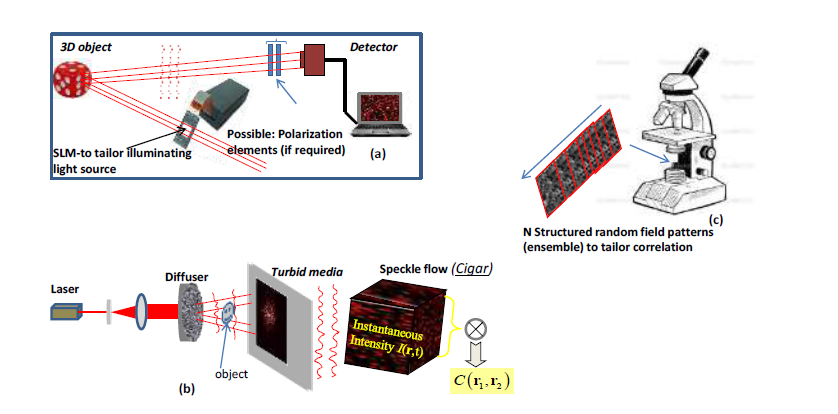 3D object
Detector
SLM-to tailor illuminating
light source
Possible: Polarization
elements (if required)
(a)
(c)
N Structured random field patterns
(ensemble) to tailor correlation
Laser
Diffuser
Turbid media
Speckle flow (Cigar)
object
Instantaneous
Intensity I(r,t)
C(r₁,r₂)
(b)